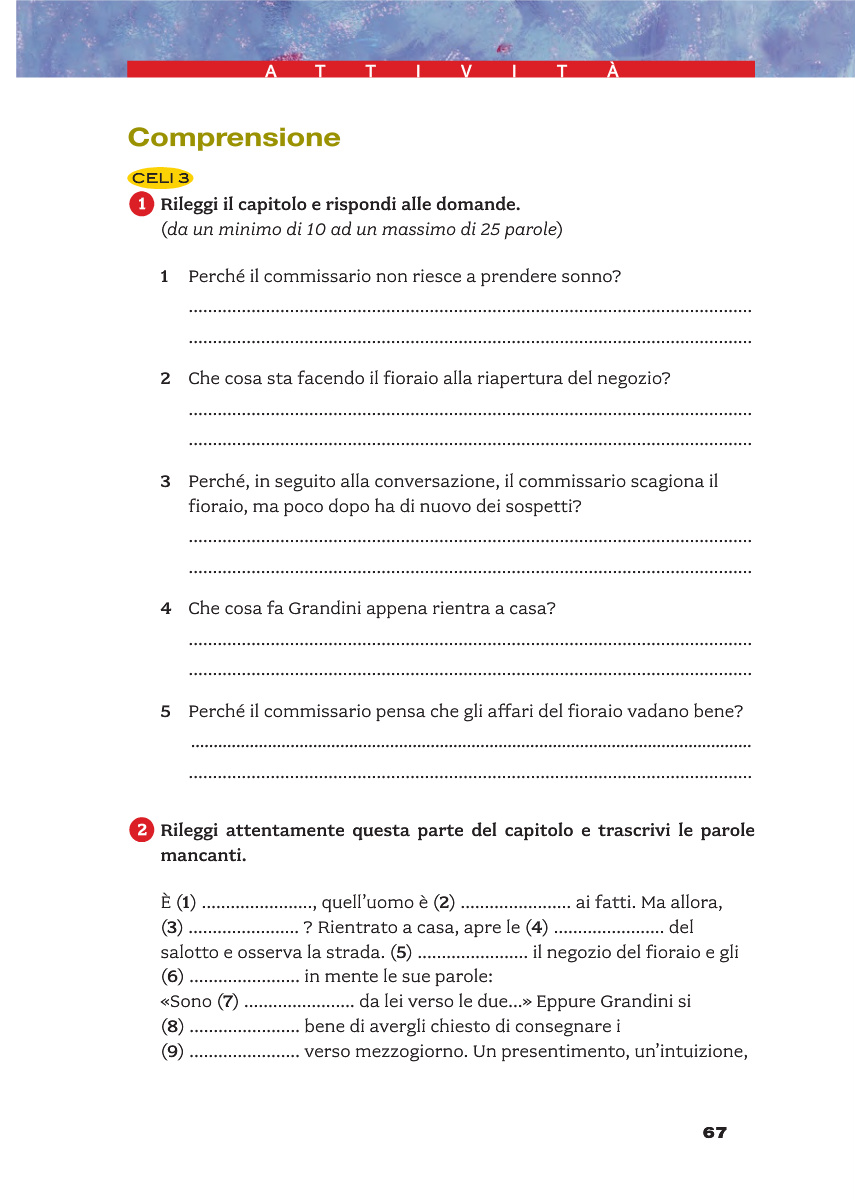 ATTIVITÀ
Comprensione
CELI 3
1 Rileggi il capitolo e rispondi alle domande.
(da un minimo di 10 ad un massimo di 25 parole)
1 Perché il commissario non riesce a prendere sonno?
...............................................................................................................
...............................................................................................................
2 Che cosa sta facendo il fioraio alla riapertura del negozio?
...............................................................................................................
...............................................................................................................
3 Perché, in seguito alla conversazione, il commissario scagiona il
fioraio, ma poco dopo ha di nuovo dei sospetti?
...............................................................................................................
...............................................................................................................
4 Che cosa fa Grandini appena rientra a casa?
...............................................................................................................
...............................................................................................................
5 Perché il commissario pensa che gli affari del fioraio vadano bene?
...............................................................................................................
...............................................................................................................
2 Rileggi attentamente questa parte del capitolo e trascrivi le parole
mancanti.
È (1) ......................., quell'uomo è (2) ....................... ai fatti. Ma allora,
(3) ....................... ? Rientrato a casa, apre le (4) ....................... del
salotto e osserva la strada. (5) ....................... il negozio del fioraio e gli
(6) ....................... in mente le sue parole:
«Sono (7) ....................... da lei verso le due...» Eppure Grandini si
(8) ....................... bene di avergli chiesto di consegnare i
(9) ....................... verso mezzogiorno. Un presentimento, un'intuizione,
67